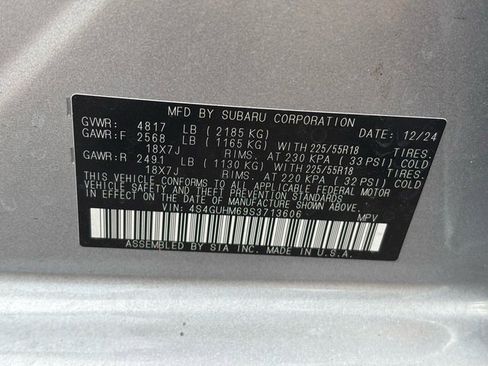 MFD BY SUBARU CORPORATION
GVWR: 4817 LB (2185 KG) DATE: 12/24
GAWR:F 2568 LB (1165 KG) WITH 225/55R18 TIRES,
18X7J RIMS, AT 230 KPA (33 PSI) COLD
GAWR:R 2491 LB (1130 KG) WITH 225/55R18 TIRES,
18X7J RIMS, AT 220 KPA (32 PSI) COLD
THIS VEHICLE CONFORMS TO ALL APPLICABLE FEDERAL MOTOR
VEHICLE SAFETY, BUMPER, AND THEFT PREVENTION STANDARDS
IN EFFECT ON THE DATE OF MANUFACTURE SHOWN ABOVE.
VIN: 4S4GUHM69S3713606 MPV
ASSEMBLED BY SIA INC. MADE IN U.S.A.